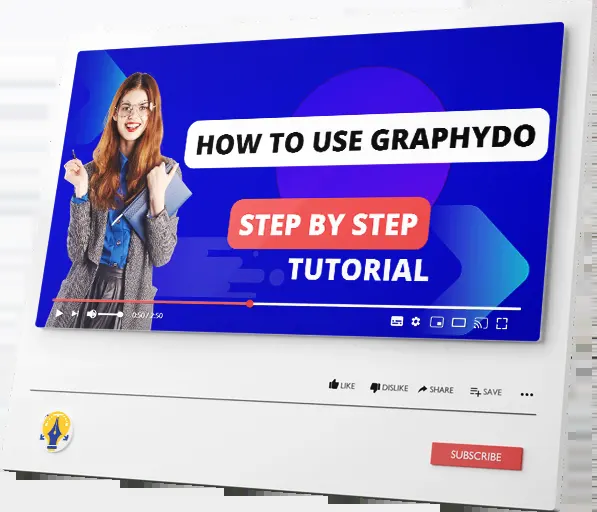 HOW TO USE GRAPHYDO
STEP BY STEP
TUTORIAL
0:50 / 2:50
LIKE
DISLIKE
SHARE
SAVE
SUBSCRIBE